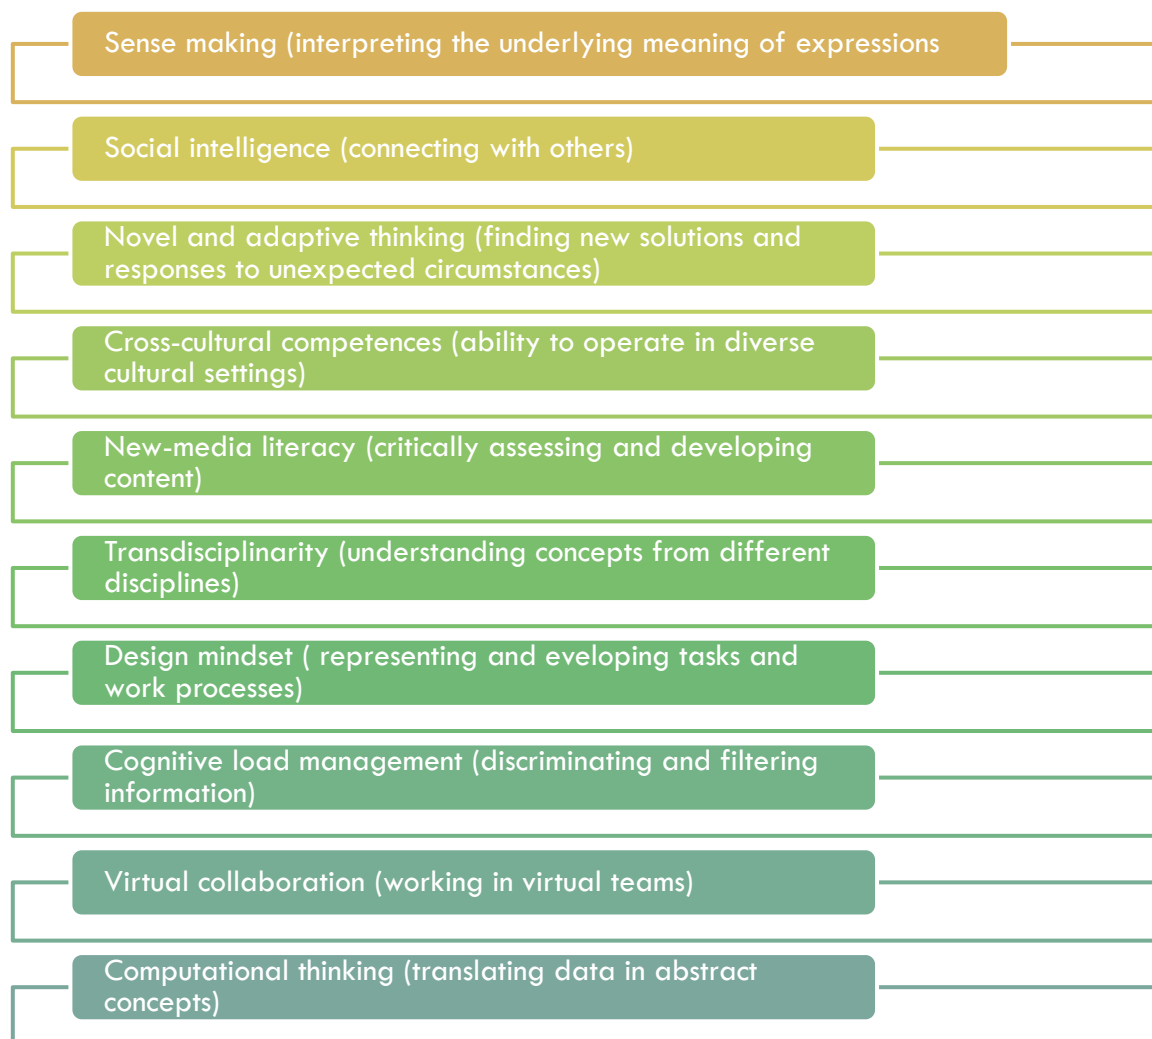 Sense making (interpreting the underlying meaning of expressions
Social intelligence (connecting with others)
Novel and adaptive thinking (finding new solutions and
responses to unexpected circumstances)
Cross-cultural competences (ability to operate in diverse
cultural settings)
New-media literacy (critically assessing and developing
content)
Transdisciplinarity (understanding concepts from different
disciplines)
Design mindset ( representing and eveloping tasks and
work processes)
Cognitive load management (discriminating and filtering
information)
Virtual collaboration (working in virtual teams)
Computational thinking (translating data in abstract
concepts)